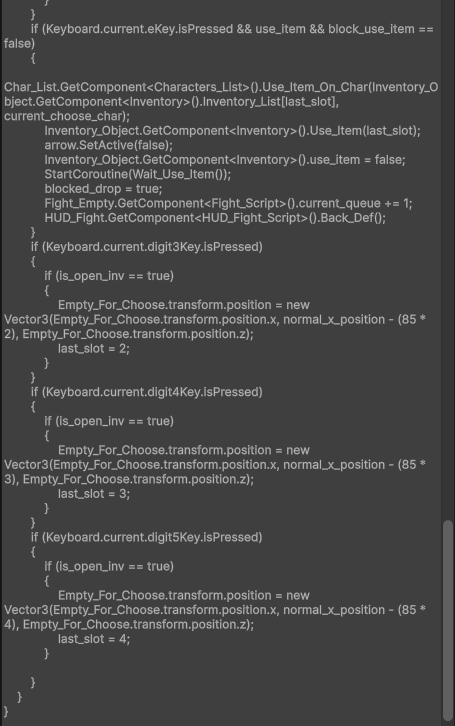 }
if (Keyboard.current.eKey.isPressed && use_item && block_use_item ==
false)
{
Char_List.GetComponent<Characters_LIst>().Use_Item_On_Char(Inventory_O
bject.GetComponent<Inventory>().Inventory_List[last_slot],
current_choose_char);
Inventory_Object.GetComponent<Inventory>().Use_Item(last_slot);
arrow.SetActive(false);
Inventory_Object.GetComponent<Inventory>().use_item = false;
StartCoroutine(Wait_Use_Item());
blocked_drop = true;
Fight_Empty.GetComponent<Fight_Script>().current_queue += 1;
HUD_Fight.GetComponent<HUD_Fight_Script>().Back_Def();
}
if (Keyboard.current.digit3Key.isPressed)
{
if (is_open_inv == true)
{
Empty_For_Choose.transform.position = new
Vector3(Empty_For_Choose.transform.position.x, normal_x_position - (85 *
2), Empty_For_Choose.transform.position.z);
last_slot = 2;
}
}
if (Keyboard.current.digit4Key.isPressed)
{
if (is_open_inv == true)
{
Empty_For_Choose.transform.position = new
Vector3(Empty_For_Choose.transform.position.x, normal_x_position - (85 *
3), Empty_For_Choose.transform.position.z);
last_slot = 3;
}
}
if (Keyboard.current.digit5Key.isPressed)
{
if (is_open_inv == true)
{
Empty_For_Choose.transform.position = new
Vector3(Empty_For_Choose.transform.position.x, normal_x_position - (85 *
4), Empty_For_Choose.transform.position.z);
last_slot = 4;
}
}
}
}